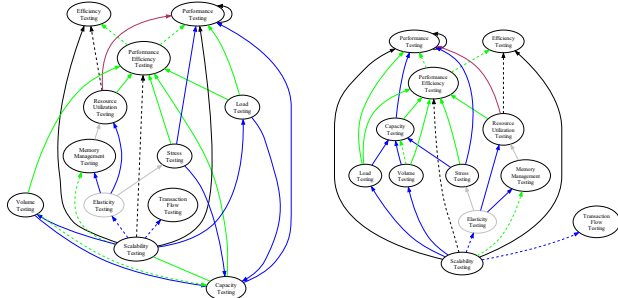 Efficiency
Testing
Performance
Testing
Performance
Efficiency
Testing
Resource
Utilization
Testing
Load
Testing
Memory
Management
Testing
Stress
Testing
Volume
Testing
Elasticity
Testing
Transaction
Flow
Testing
Scalability
Testing
Capacity
Testing
Performance
Testing
Efficiency
Testing
Performance
Efficiency
Testing
Capacity
Testing
Resource
Utilization
Testing
Load
Testing
Volume
Testing
Stress
Testing
Memory
Management
Testing
Elasticity
Testing
Transaction
Flow
Testing
Scalability
Testing